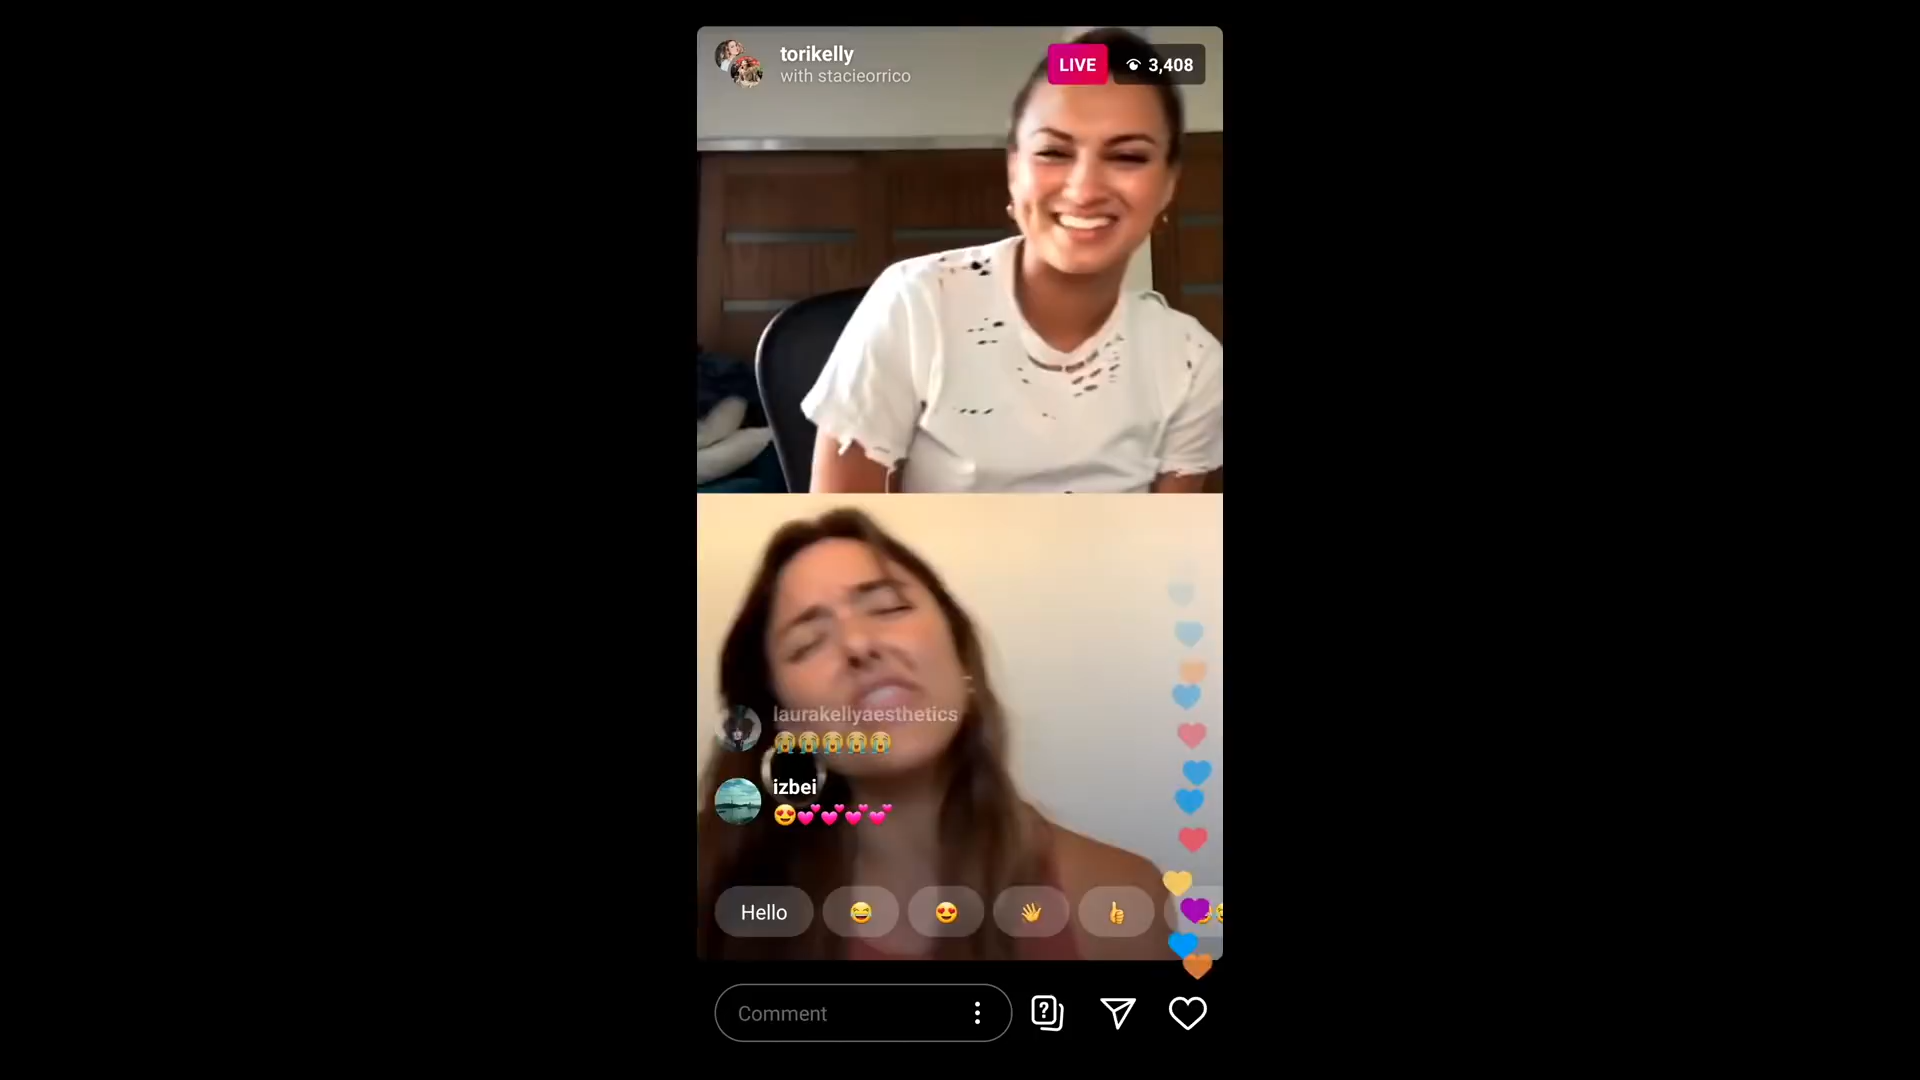 torikelly
with stacieorrico
LIVE
3,408
laurakellyaesthetics
😭😭😭😭😭
izbei
😍💕💕💕💕
Hello
Comment